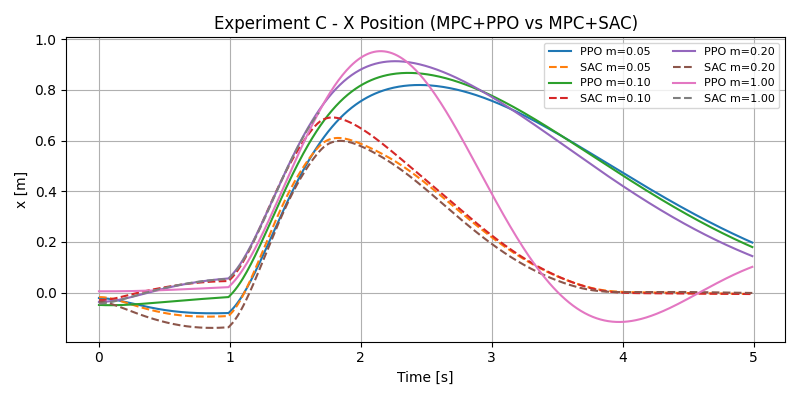 Experiment C - X Position (MPC+PPO vs MPC+SAC)
x [m]
1.0
0.8
0.6
0.4
0.2
0.0
PPO m=0.05
SAC m=0.05
PPO m=0.10
SAC m=0.10
PPO m=0.20
SAC m=0.20
PPO m=1.00
SAC m=1.00
0 1 2 3 4 5
Time [s]